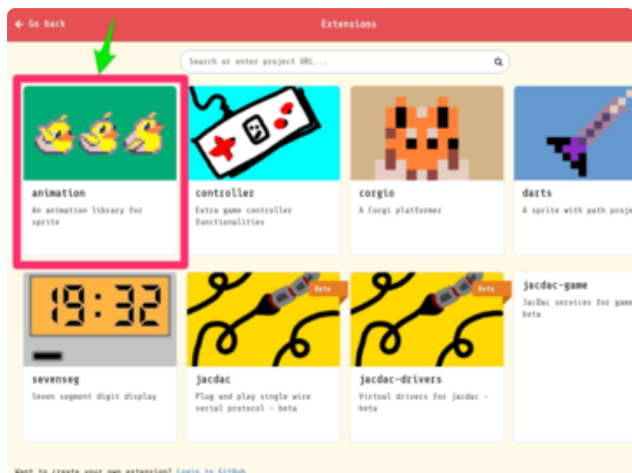 Go back
Extensions
Search or enter project URL...
animation
An animation library for
sprite
controller
Extra game controller
functionalities
corgio
A Corgi platformer
darts
A sprite with path proje
19:32
sevenseg
Seven segment digit display
Beta
jacdac
Plug and play single wire
serial protocol - beta
Beta
jacdac-drivers
Virtual drivers for jacdac -
beta
jacdac-game
JacDac services for game
beta
Want to create your own extension? Login to GitHub